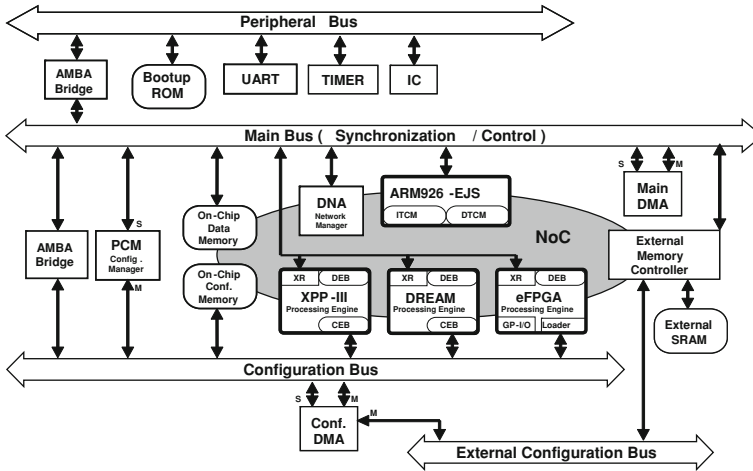 Peripheral Bus
AMBA
Bridge
Bootup
ROM
UART
TIMER
IC
Main Bus ( Synchronization / Control )
S
M
Main
DMA
DNA
Network
Manager
ARM926 -EJS
ITCM
DTCM
On-Chip
Data
Memory
NoC
AMBA
Bridge
S
PCM
Config .
Manager
M
External
Memory
Controller
On-Chip
Conf.
Memory
XR
DEB
XPP -III
Processing Engine
CEB
XR
DEB
DREAM
Processing Engine
CEB
XR
DEB
eFPGA
Processing Engine
GP-I/O
Loader
External
SRAM
Configuration Bus
S
M
Conf.
DMA
M
External Configuration Bus